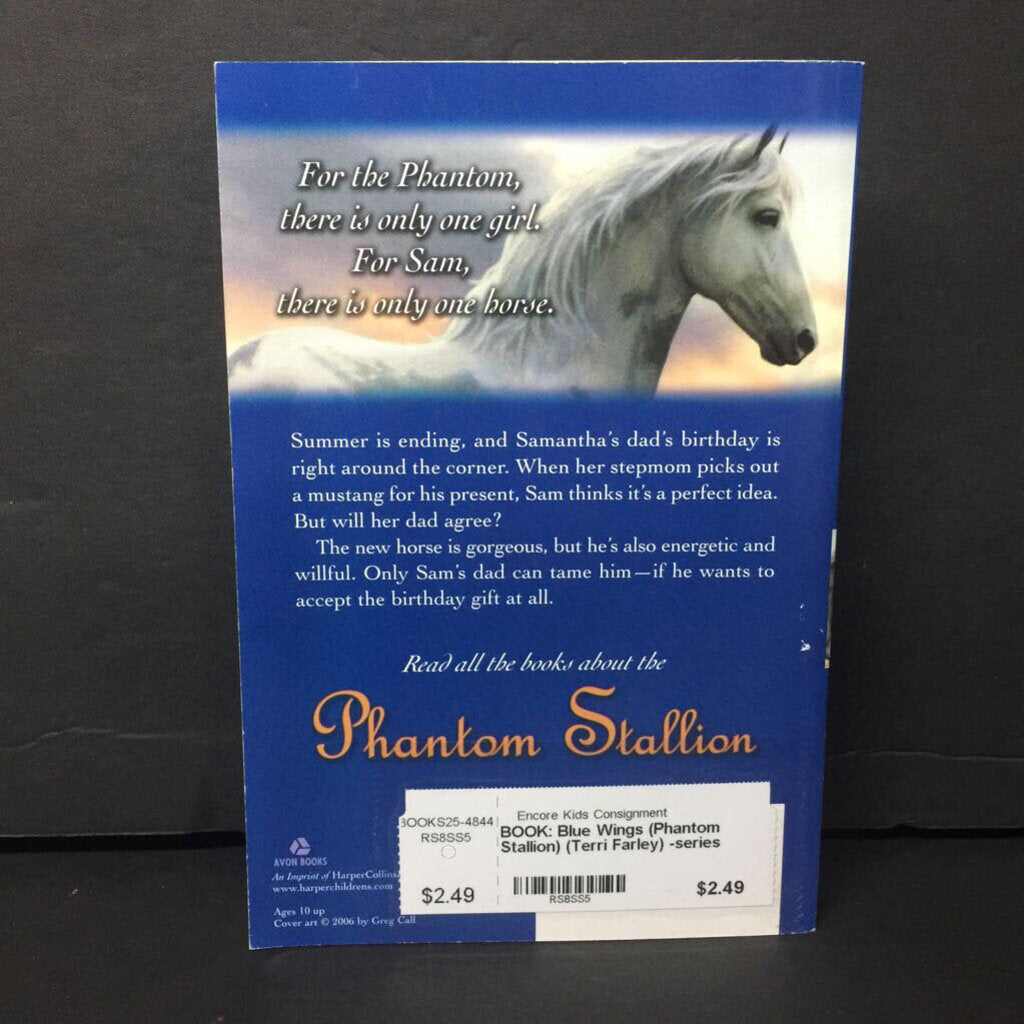 For the Phantom,
there is only one girl.
For Sam,
there is only one horse.
Summer is ending, and Samantha's dad's birthday is
right around the corner. When her stepmom picks out
a mustang for his present, Sam thinks it's a perfect idea.
But will her dad agree?
The new horse is gorgeous, but he's also energetic and
willful. Only Sam's dad can tame him—if he wants to
accept the birthday gift at all.
Read all the books about the
Phantom Stallion
AVON BOOKS
An Imprint of HarperCollins
www.harperchildrens.com
Ages 10 up
Cover art © 2006 by Greg Call
BOOKS25-4844
RS8SS5
$2.49
Encore Kids Consignment
BOOK: Blue Wings (Phantom
Stallion) (Terri Farley) -series
RS8SS5
$2.49